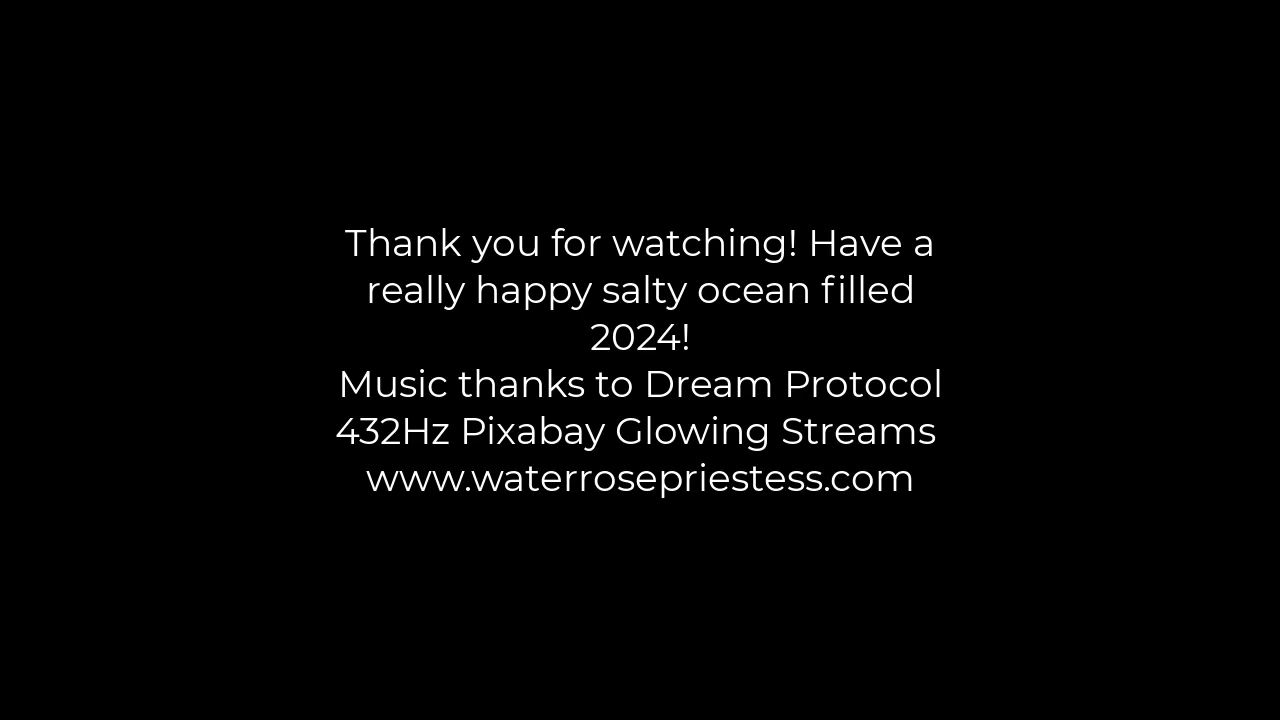 Thank you for watching! Have a
really happy salty ocean filled
2024!
Music thanks to Dream Protocol
432Hz Pixabay Glowing Streams
www.waterrosepriestess.com